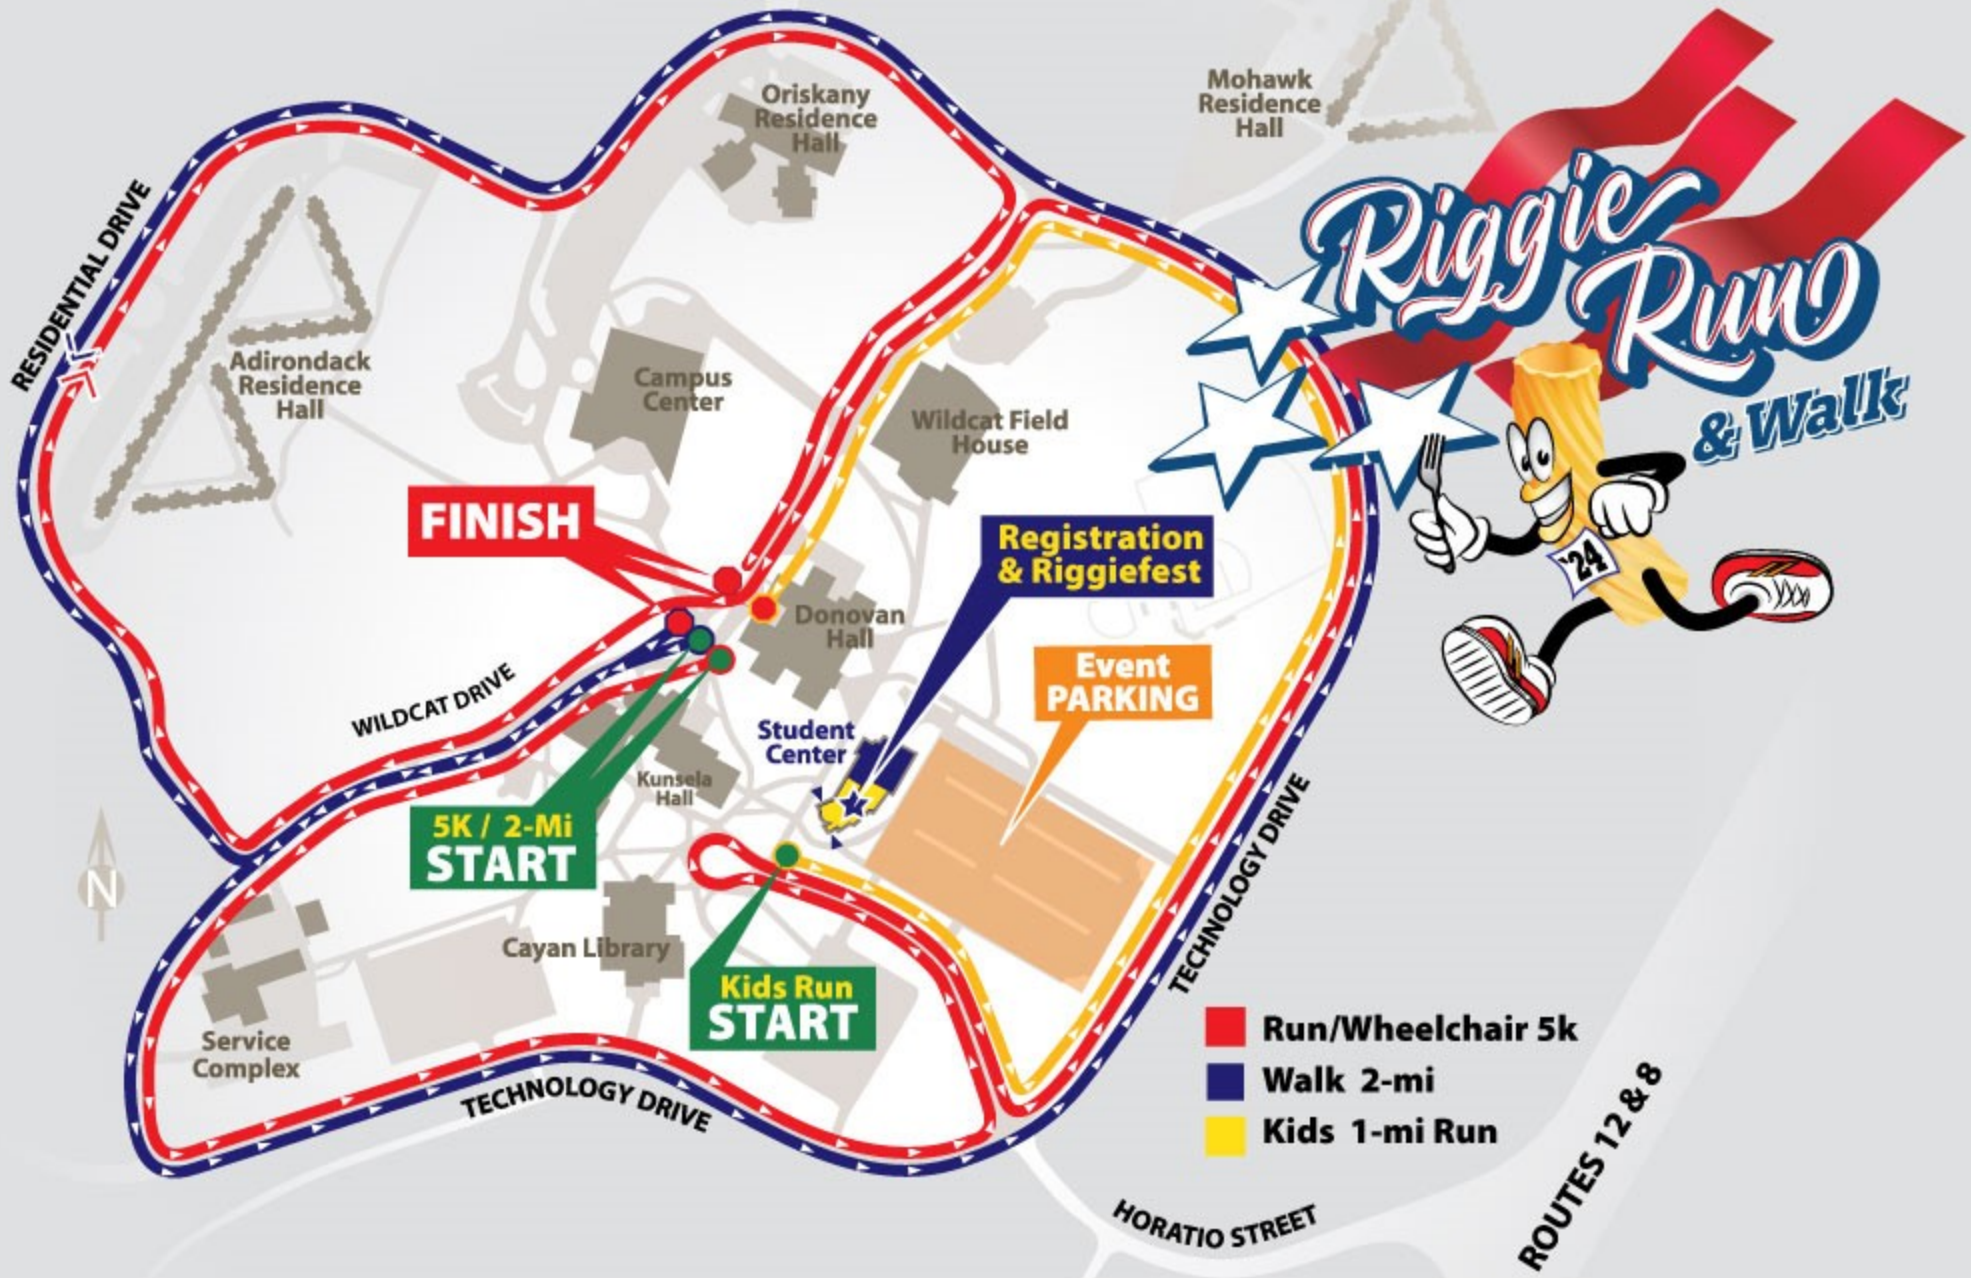 Oriskany
Residence
Hall
Mohawk
Residence
Hall
Riggie
Run
& Walk
'24
RESIDENTIAL DRIVE
Adirondack
Residence
Hall
Campus
Center
Wildcat Field
House
FINISH
Registration
& Riggiefest
Donovan
Hall
Event
PARKING
WILDCAT DRIVE
Student
Center
Kunsela
Hall
5K / 2-Mi
START
TECHNOLOGY DRIVE
N
Cayan Library
Kids Run
START
Service
Complex
TECHNOLOGY DRIVE
Run/Wheelchair 5k
Walk 2-mi
Kids 1-mi Run
HORATIO STREET
ROUTES 12 & 8